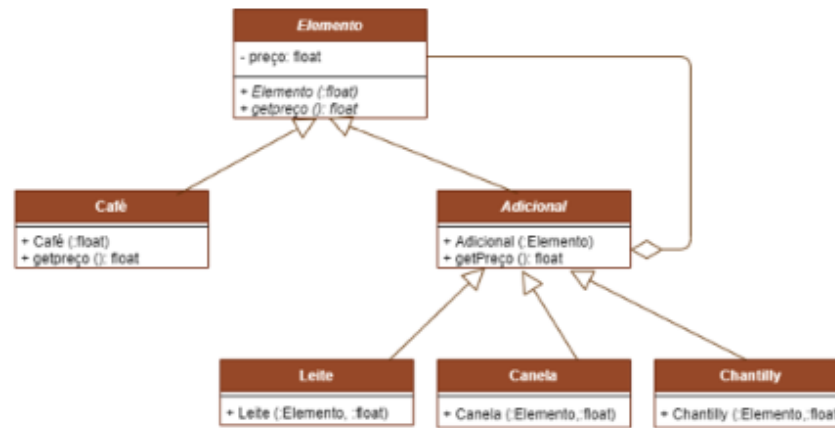 Elemento
- preço: float
+ Elemento (:float)
+ getpreço (): float
Café
+ Café (:float)
+ getpreço (): float
Adicional
+ Adicional (:Elemento)
+ getPreço (): float
Leite
+ Leite (:Elemento, :float)
Canela
+ Canela (:Elemento,:float)
Chantilly
+ Chantilly (:Elemento,:float